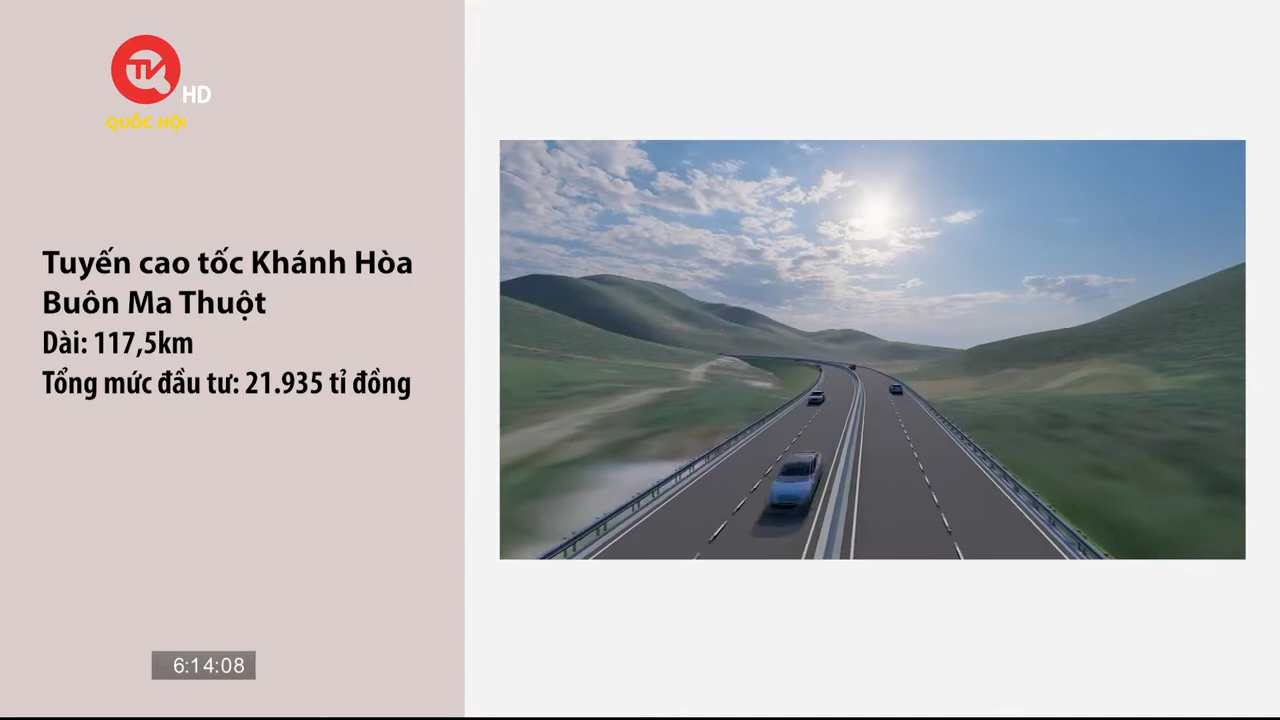 TV
HD
QUỐC HỘI
Tuyến cao tốc Khánh Hòa
Buôn Ma Thuột
Dài: 117,5km
Tổng mức đầu tư: 21.935 tỉ đồng
6:14:08